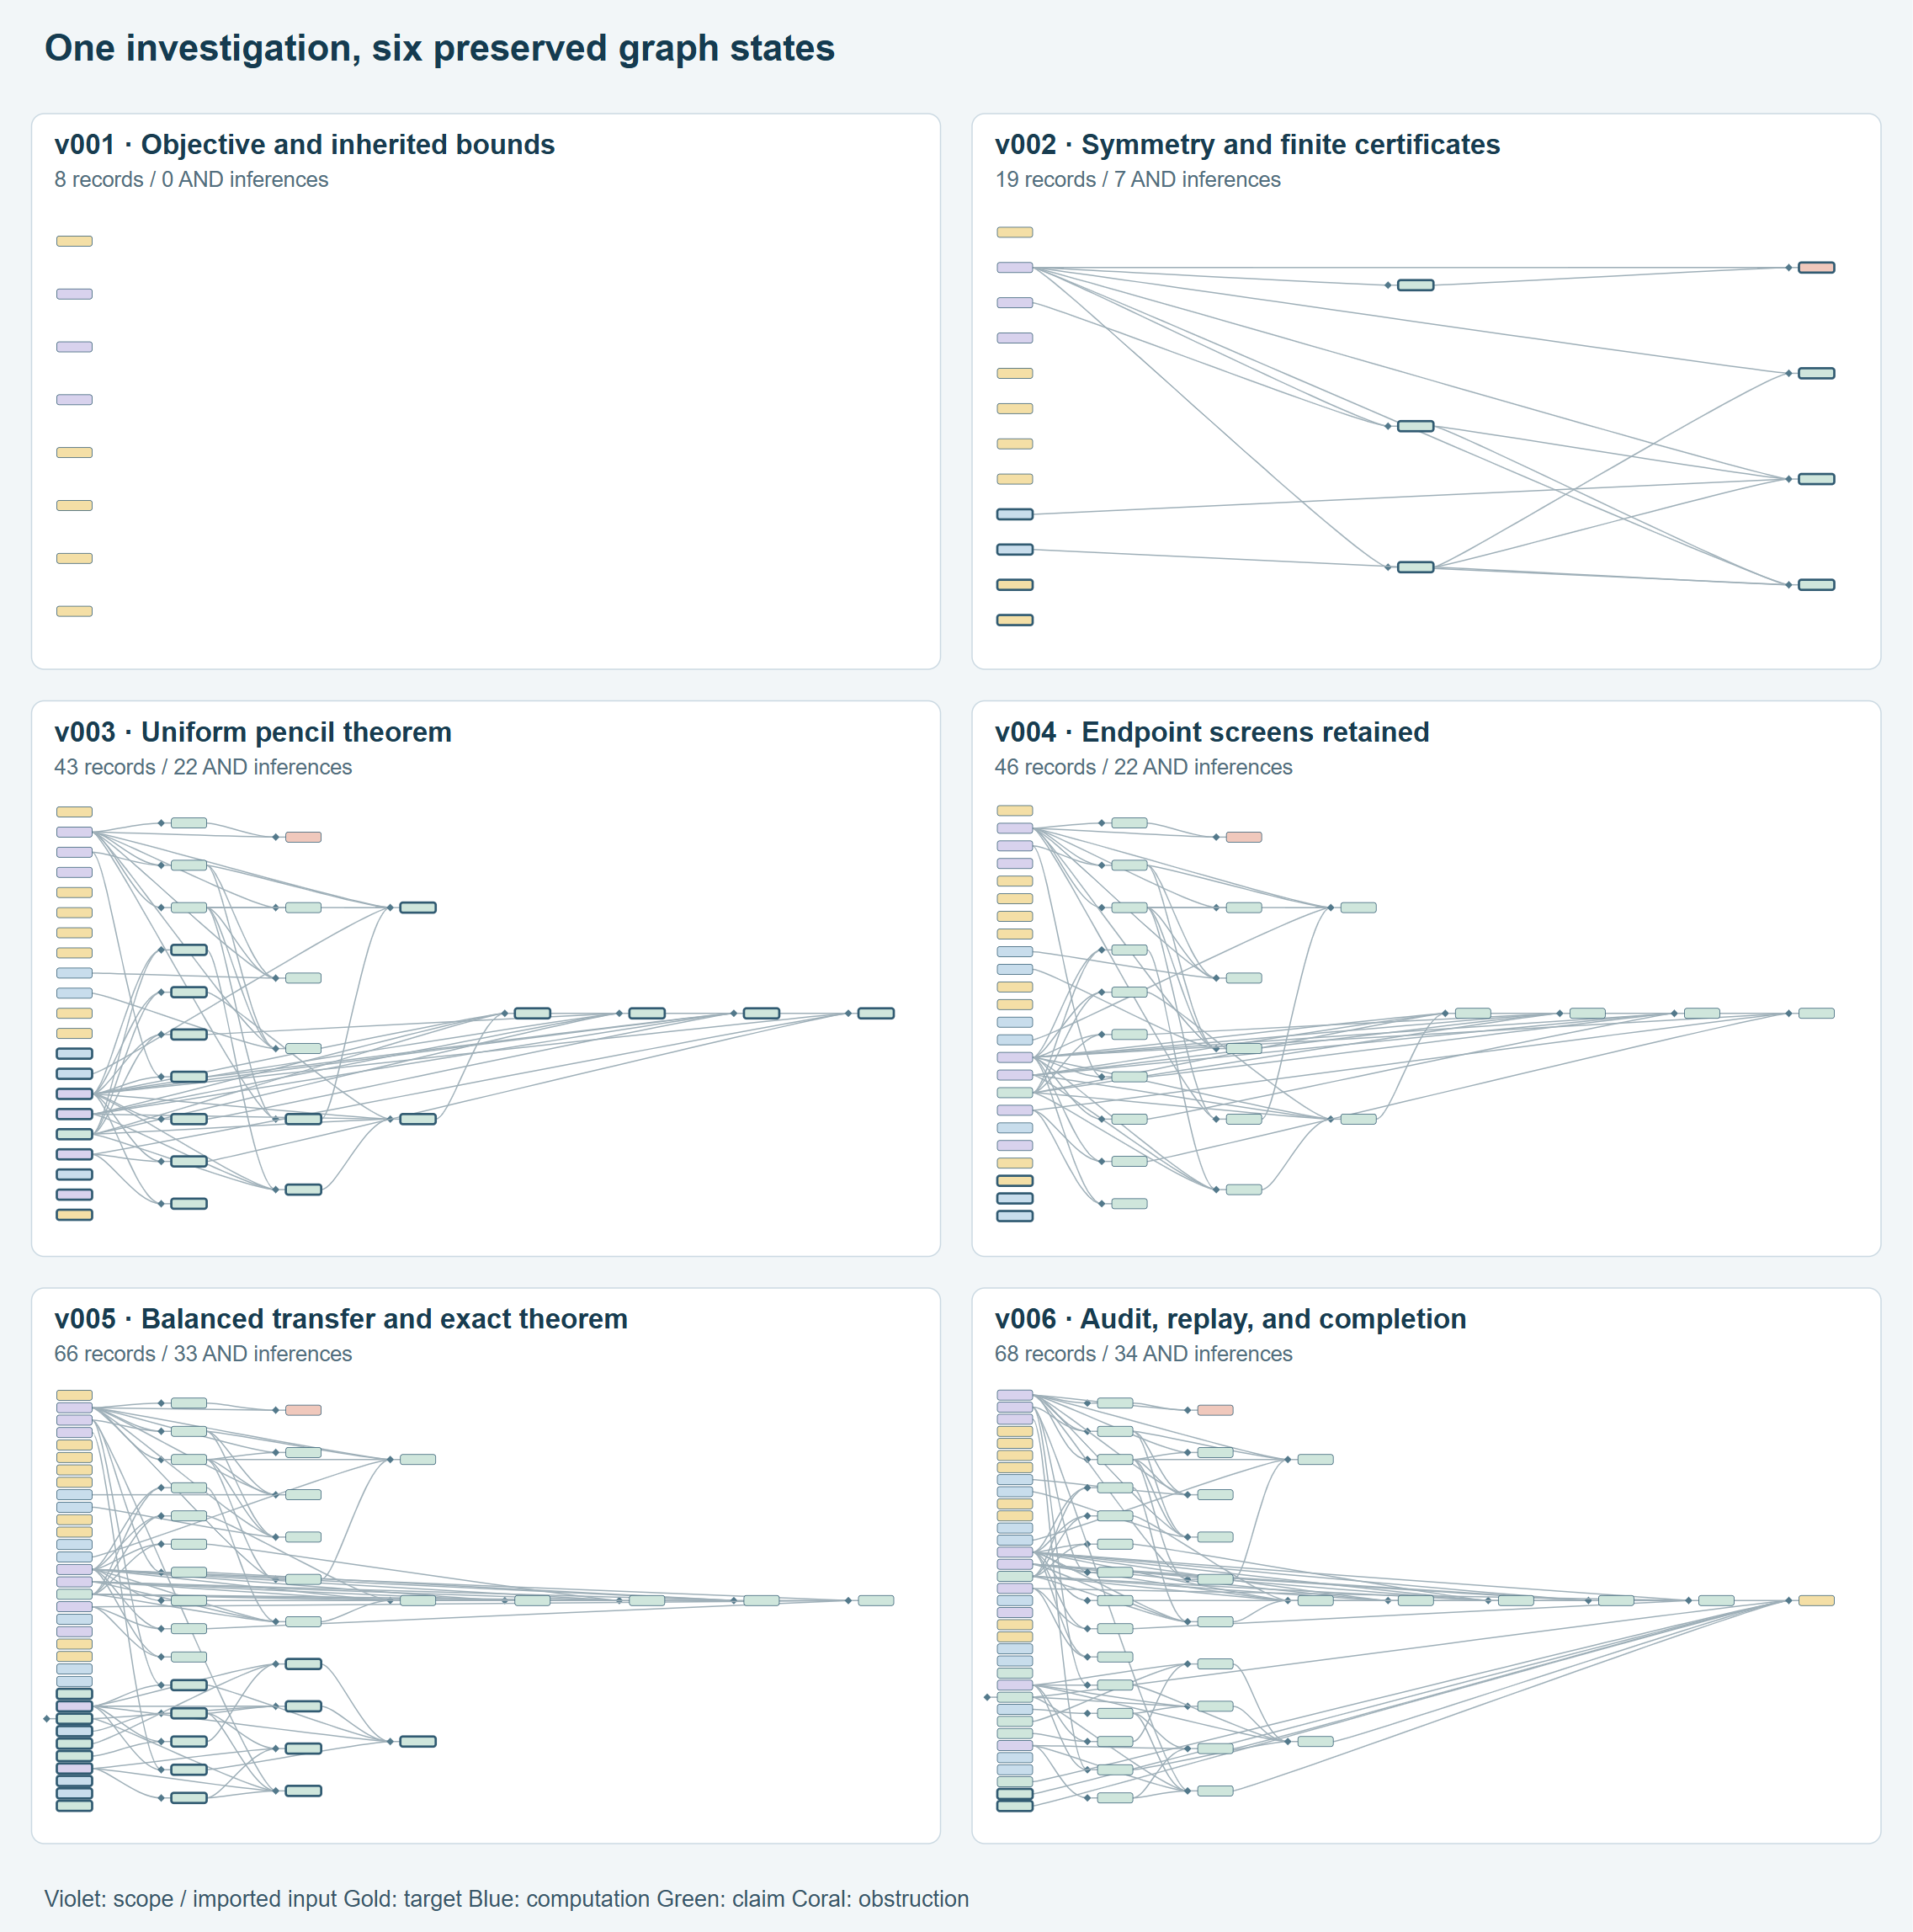 One investigation, six preserved graph states
v001 · Objective and inherited bounds
8 records / 0 AND inferences
v002 · Symmetry and finite certificates
19 records / 7 AND inferences
v003 · Uniform pencil theorem
43 records / 22 AND inferences
v004 · Endpoint screens retained
46 records / 22 AND inferences
v005 · Balanced transfer and exact theorem
66 records / 33 AND inferences
v006 · Audit, replay, and completion
68 records / 34 AND inferences
Violet: scope / imported input Gold: target Blue: computation Green: claim Coral: obstruction